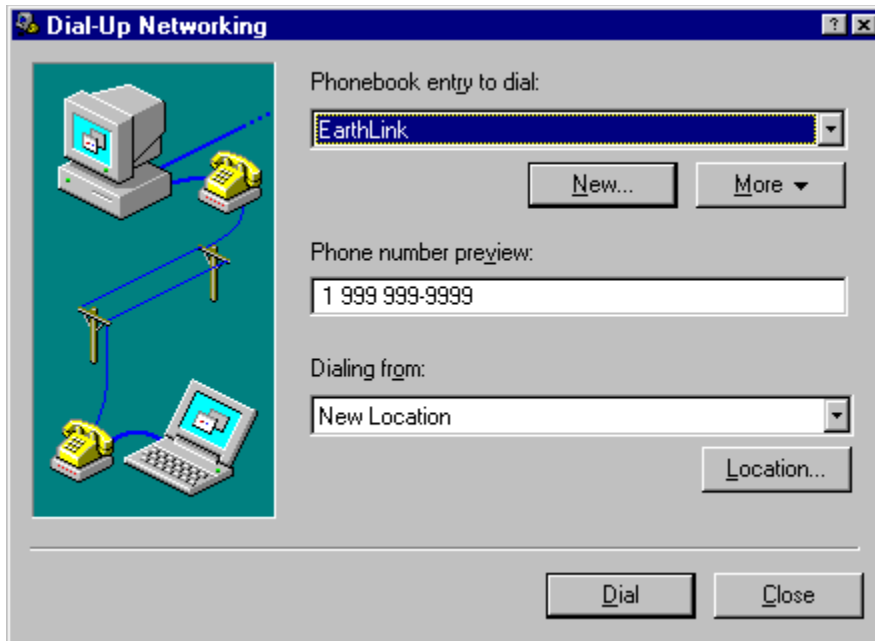 Dial-Up Networking
Phonebook entry to dial:
EarthLink
New...
More
Phone number preview:
1 999 999-9999
Dialing from:
New Location
Location...
Dial
Close